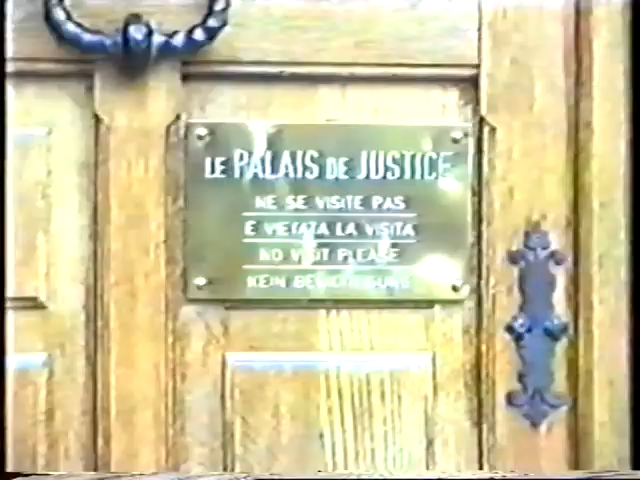 LE PALAIS DE JUSTICE
NE SE VISITE PAS
E VIETATA LA VISITA
NO VISIT PLEASE
KEIN